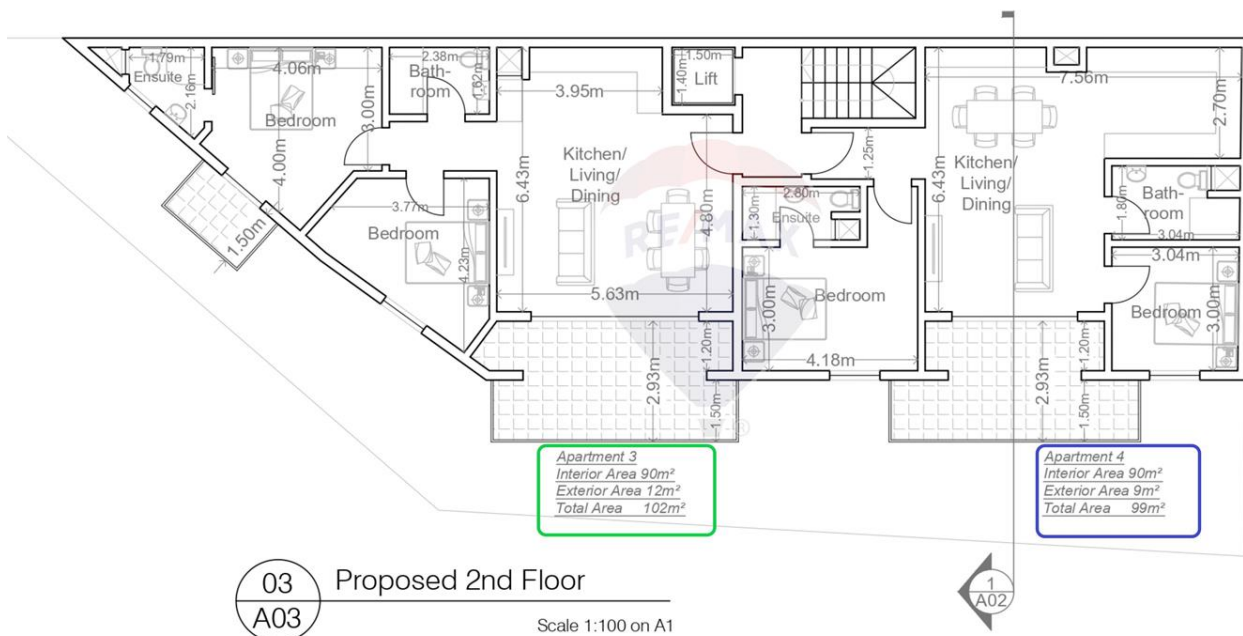 1.79m
Ensuite
2.16m
4.06m
Bedroom
4.00m
3.00m
2.38m
Bath-
room
1.62m
3.95m
1.50m
1.40m
Lift
7.56m
2.70m
Kitchen/
Living/
Dining
6.43m
4.80m
1.25m
Kitchen/
Living/
Dining
6.43m
Bath-
room
1.80m
3.04m
1.50m
3.77m
Bedroom
4.23m
5.63m
2.80m
1.30m
Ensuite
Bedroom
3.00m
4.18m
3.04m
Bedroom
3.00m
RE/MAX
®
2.93m
1.20m
1.50m
2.93m
1.20m
1.50m
Apartment 3
Interior Area 90m²
Exterior Area 12m²
Total Area 102m²
Apartment 4
Interior Area 90m²
Exterior Area 9m²
Total Area 99m²
03
A03
Proposed 2nd Floor
Scale 1:100 on A1
1
A02